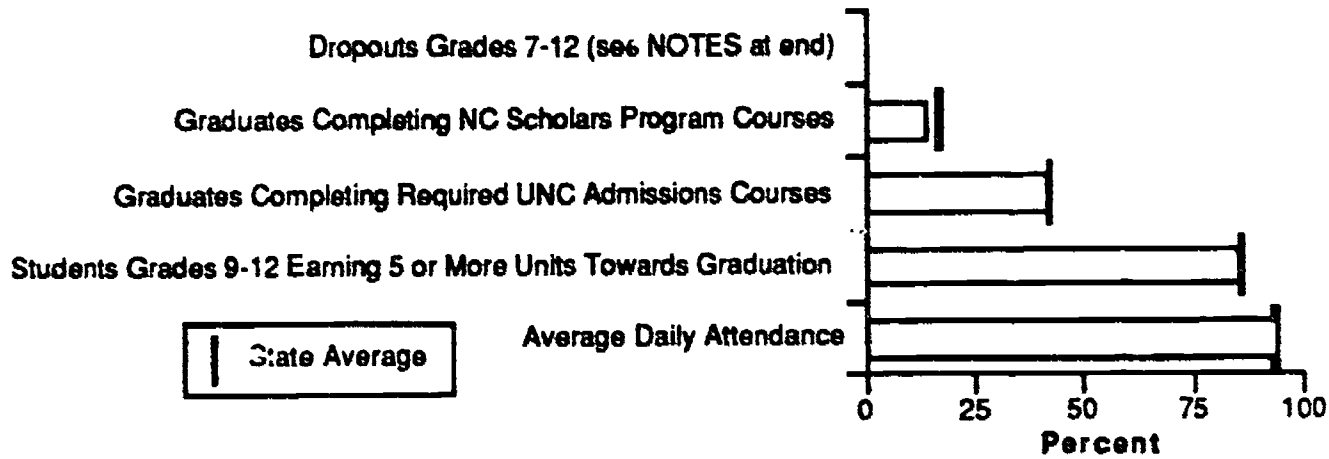 Dropouts Grades 7-12 (see NOTES at end)
Graduates Completing NC Scholars Program Courses
Graduates Completing Required UNC Admissions Courses
Students Grades 9-12 Earning 5 or More Units Towards Graduation
Average Daily Attendance
State Average
0 25 50 75 100
Percent